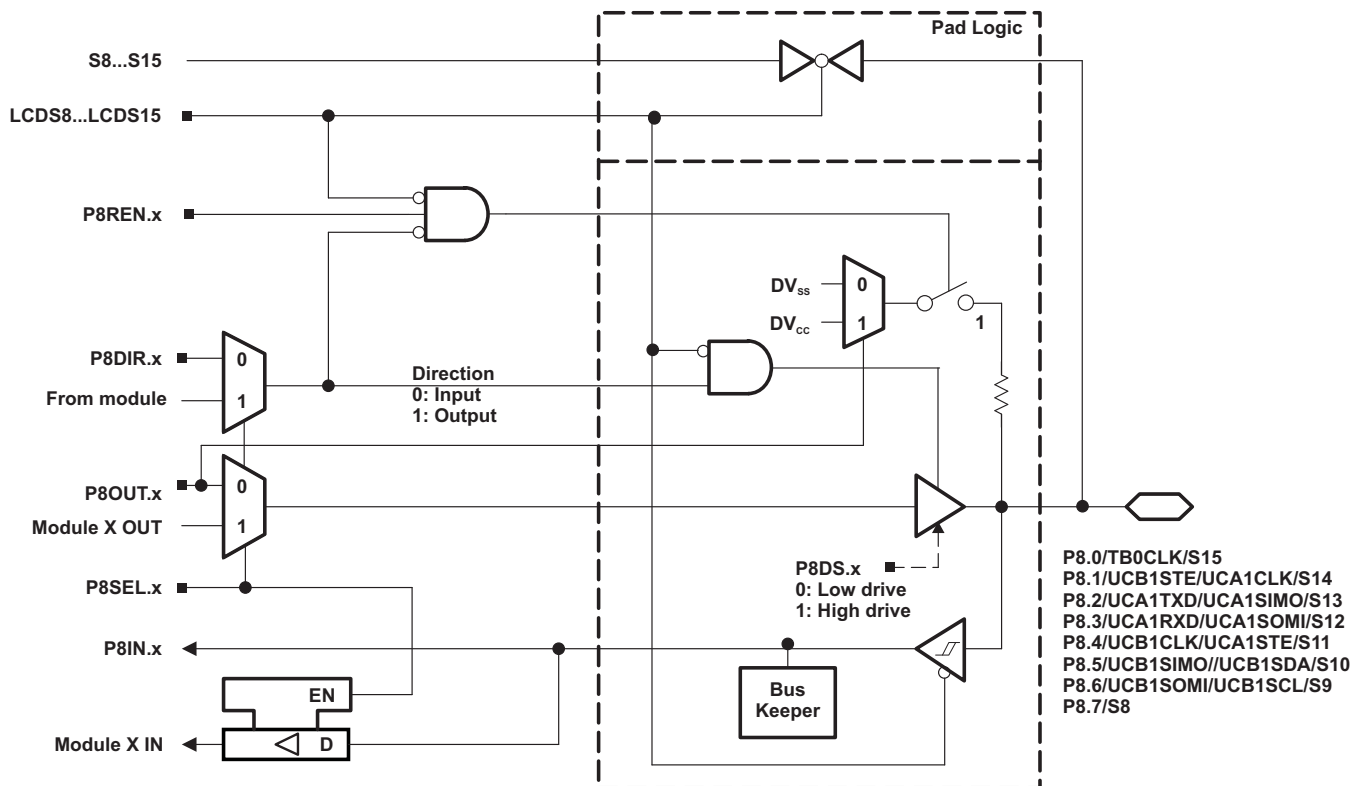 Pad Logic
S8...S15
LCDS8...LCDS15
P8REN.x
DVSS
0
DVCC
1
1
P8DIR.x
0
From module
1
Direction
0: Input
1: Output
P8OUT.x
0
Module X OUT
1
P8SEL.x
P8DS.x
0: Low drive
1: High drive
P8IN.x
EN
D
Module X IN
Bus
Keeper
P8.0/TB0CLK/S15
P8.1/UCB1STE/UCA1CLK/S14
P8.2/UCA1TXD/UCA1SIMO/S13
P8.3/UCA1RXD/UCA1SOMI/S12
P8.4/UCB1CLK/UCA1STE/S11
P8.5/UCB1SIMO//UCB1SDA/S10
P8.6/UCB1SOMI/UCB1SCL/S9
P8.7/S8